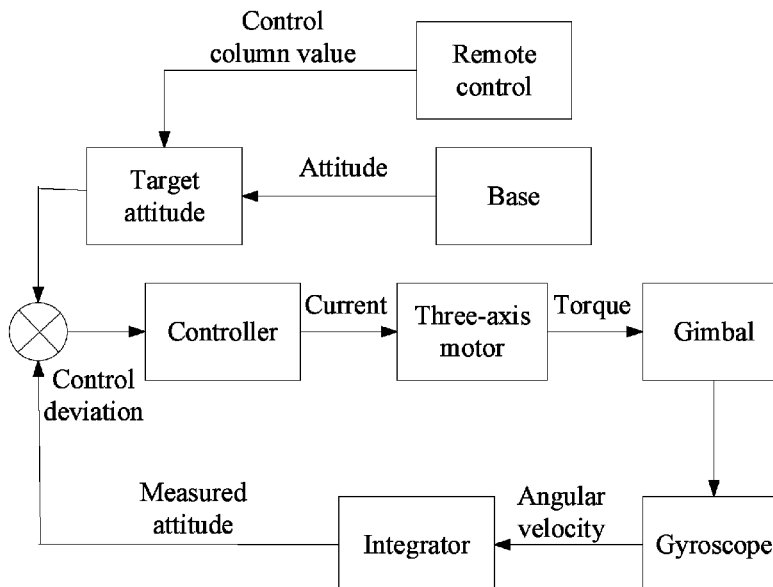 Control
column value
Remote
control
Target
attitude
Attitude
Base
Controller
Current
Three-axis
motor
Torque
Gimbal
Control
deviation
Measured
attitude
Integrator
Angular
velocity
Gyroscope